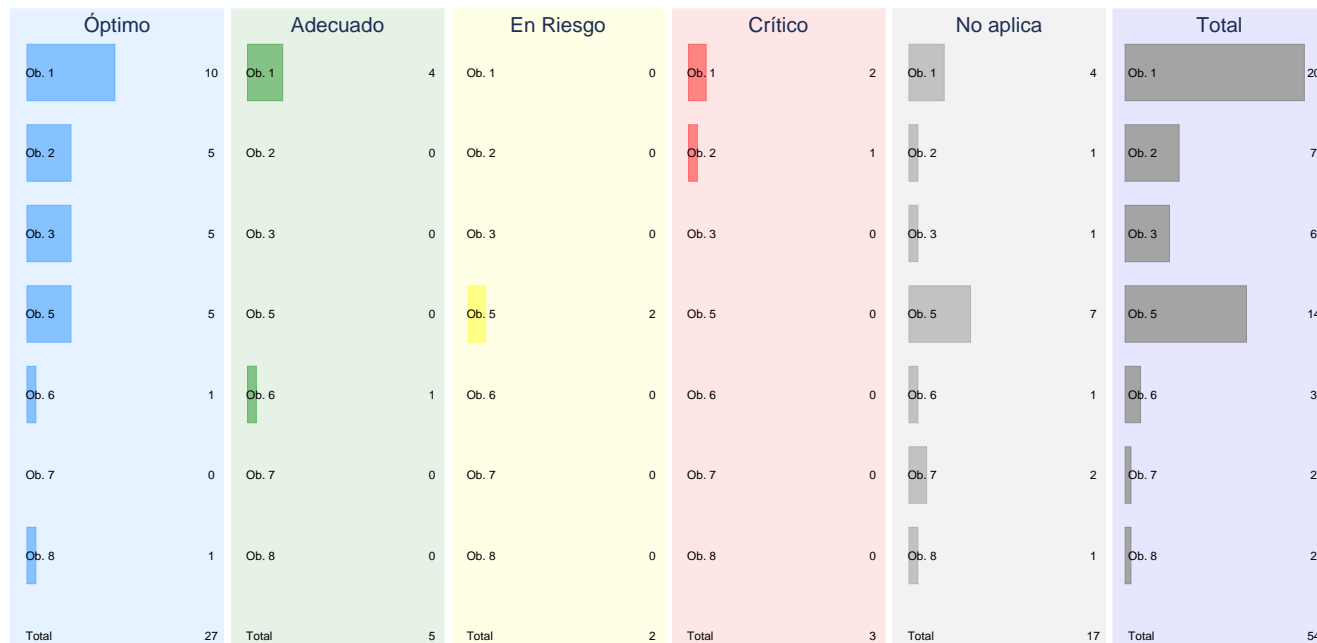 Óptimo Adecuado En Riesgo Crítico No aplica Total
Ob. 1 10 Ob. 1 4 Ob. 1 0 Ob. 1 2 Ob. 1 4 Ob. 1 20
Ob. 2 5 Ob. 2 0 Ob. 2 0 Ob. 2 1 Ob. 2 1 Ob. 2 7
Ob. 3 5 Ob. 3 0 Ob. 3 0 Ob. 3 0 Ob. 3 1 Ob. 3 6
Ob. 5 5 Ob. 5 0 Ob. 5 2 Ob. 5 0 Ob. 5 7 Ob. 5 14
Ob. 6 1 Ob. 6 1 Ob. 6 0 Ob. 6 0 Ob. 6 1 Ob. 6 3
Ob. 7 0 Ob. 7 0 Ob. 7 0 Ob. 7 0 Ob. 7 2 Ob. 7 2
Ob. 8 1 Ob. 8 0 Ob. 8 0 Ob. 8 0 Ob. 8 1 Ob. 8 2
Total 27 Total 5 Total 2 Total 3 Total 17 Total 54